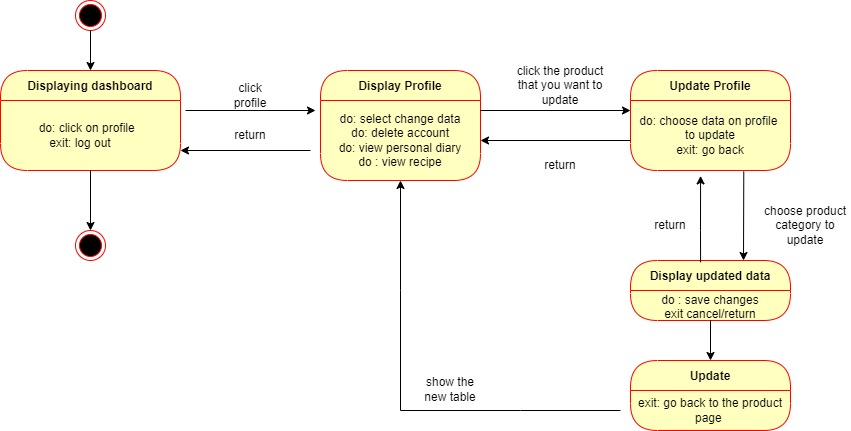 Displaying dashboard
do: click on profile
exit: log out
click
profile
return
Display Profile
do: select change data
do: delete account
do: view personal diary
do : view recipe
click the product
that you want to
update
return
Update Profile
do: choose data on profile
to update
exit: go back
return
choose product
category to
update
Display updated data
do : save changes
exit cancel/return
Update
exit: go back to the product
page
show the
new table